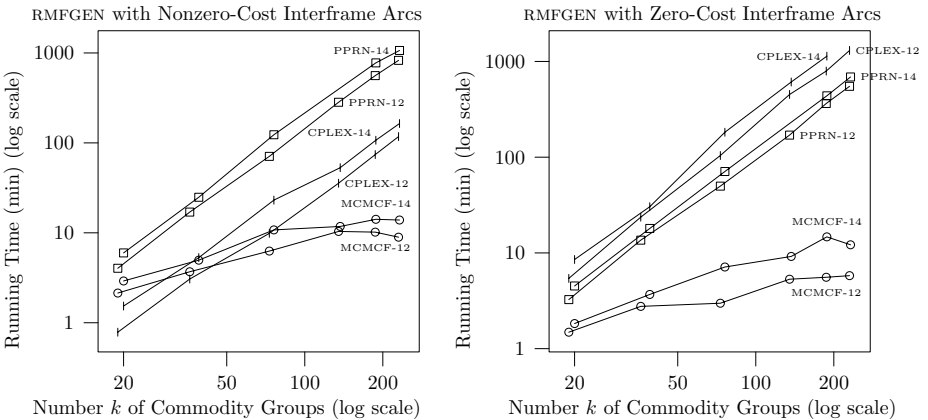 RMFGEN with Nonzero-Cost Interframe Arcs
Running Time (min) (log scale)
1000
100
10
1
PPRN-14
PPRN-12
CPLEX-14
CPLEX-12
MCMCF-14
MCMCF-12
20 50 100 200
Number k of Commodity Groups (log scale)
RMFGEN with Zero-Cost Interframe Arcs
Running Time (min) (log scale)
1000
100
10
1
CPLEX-14
CPLEX-12
PPRN-14
PPRN-12
MCMCF-14
MCMCF-12
20 50 100 200
Number k of Commodity Groups (log scale)